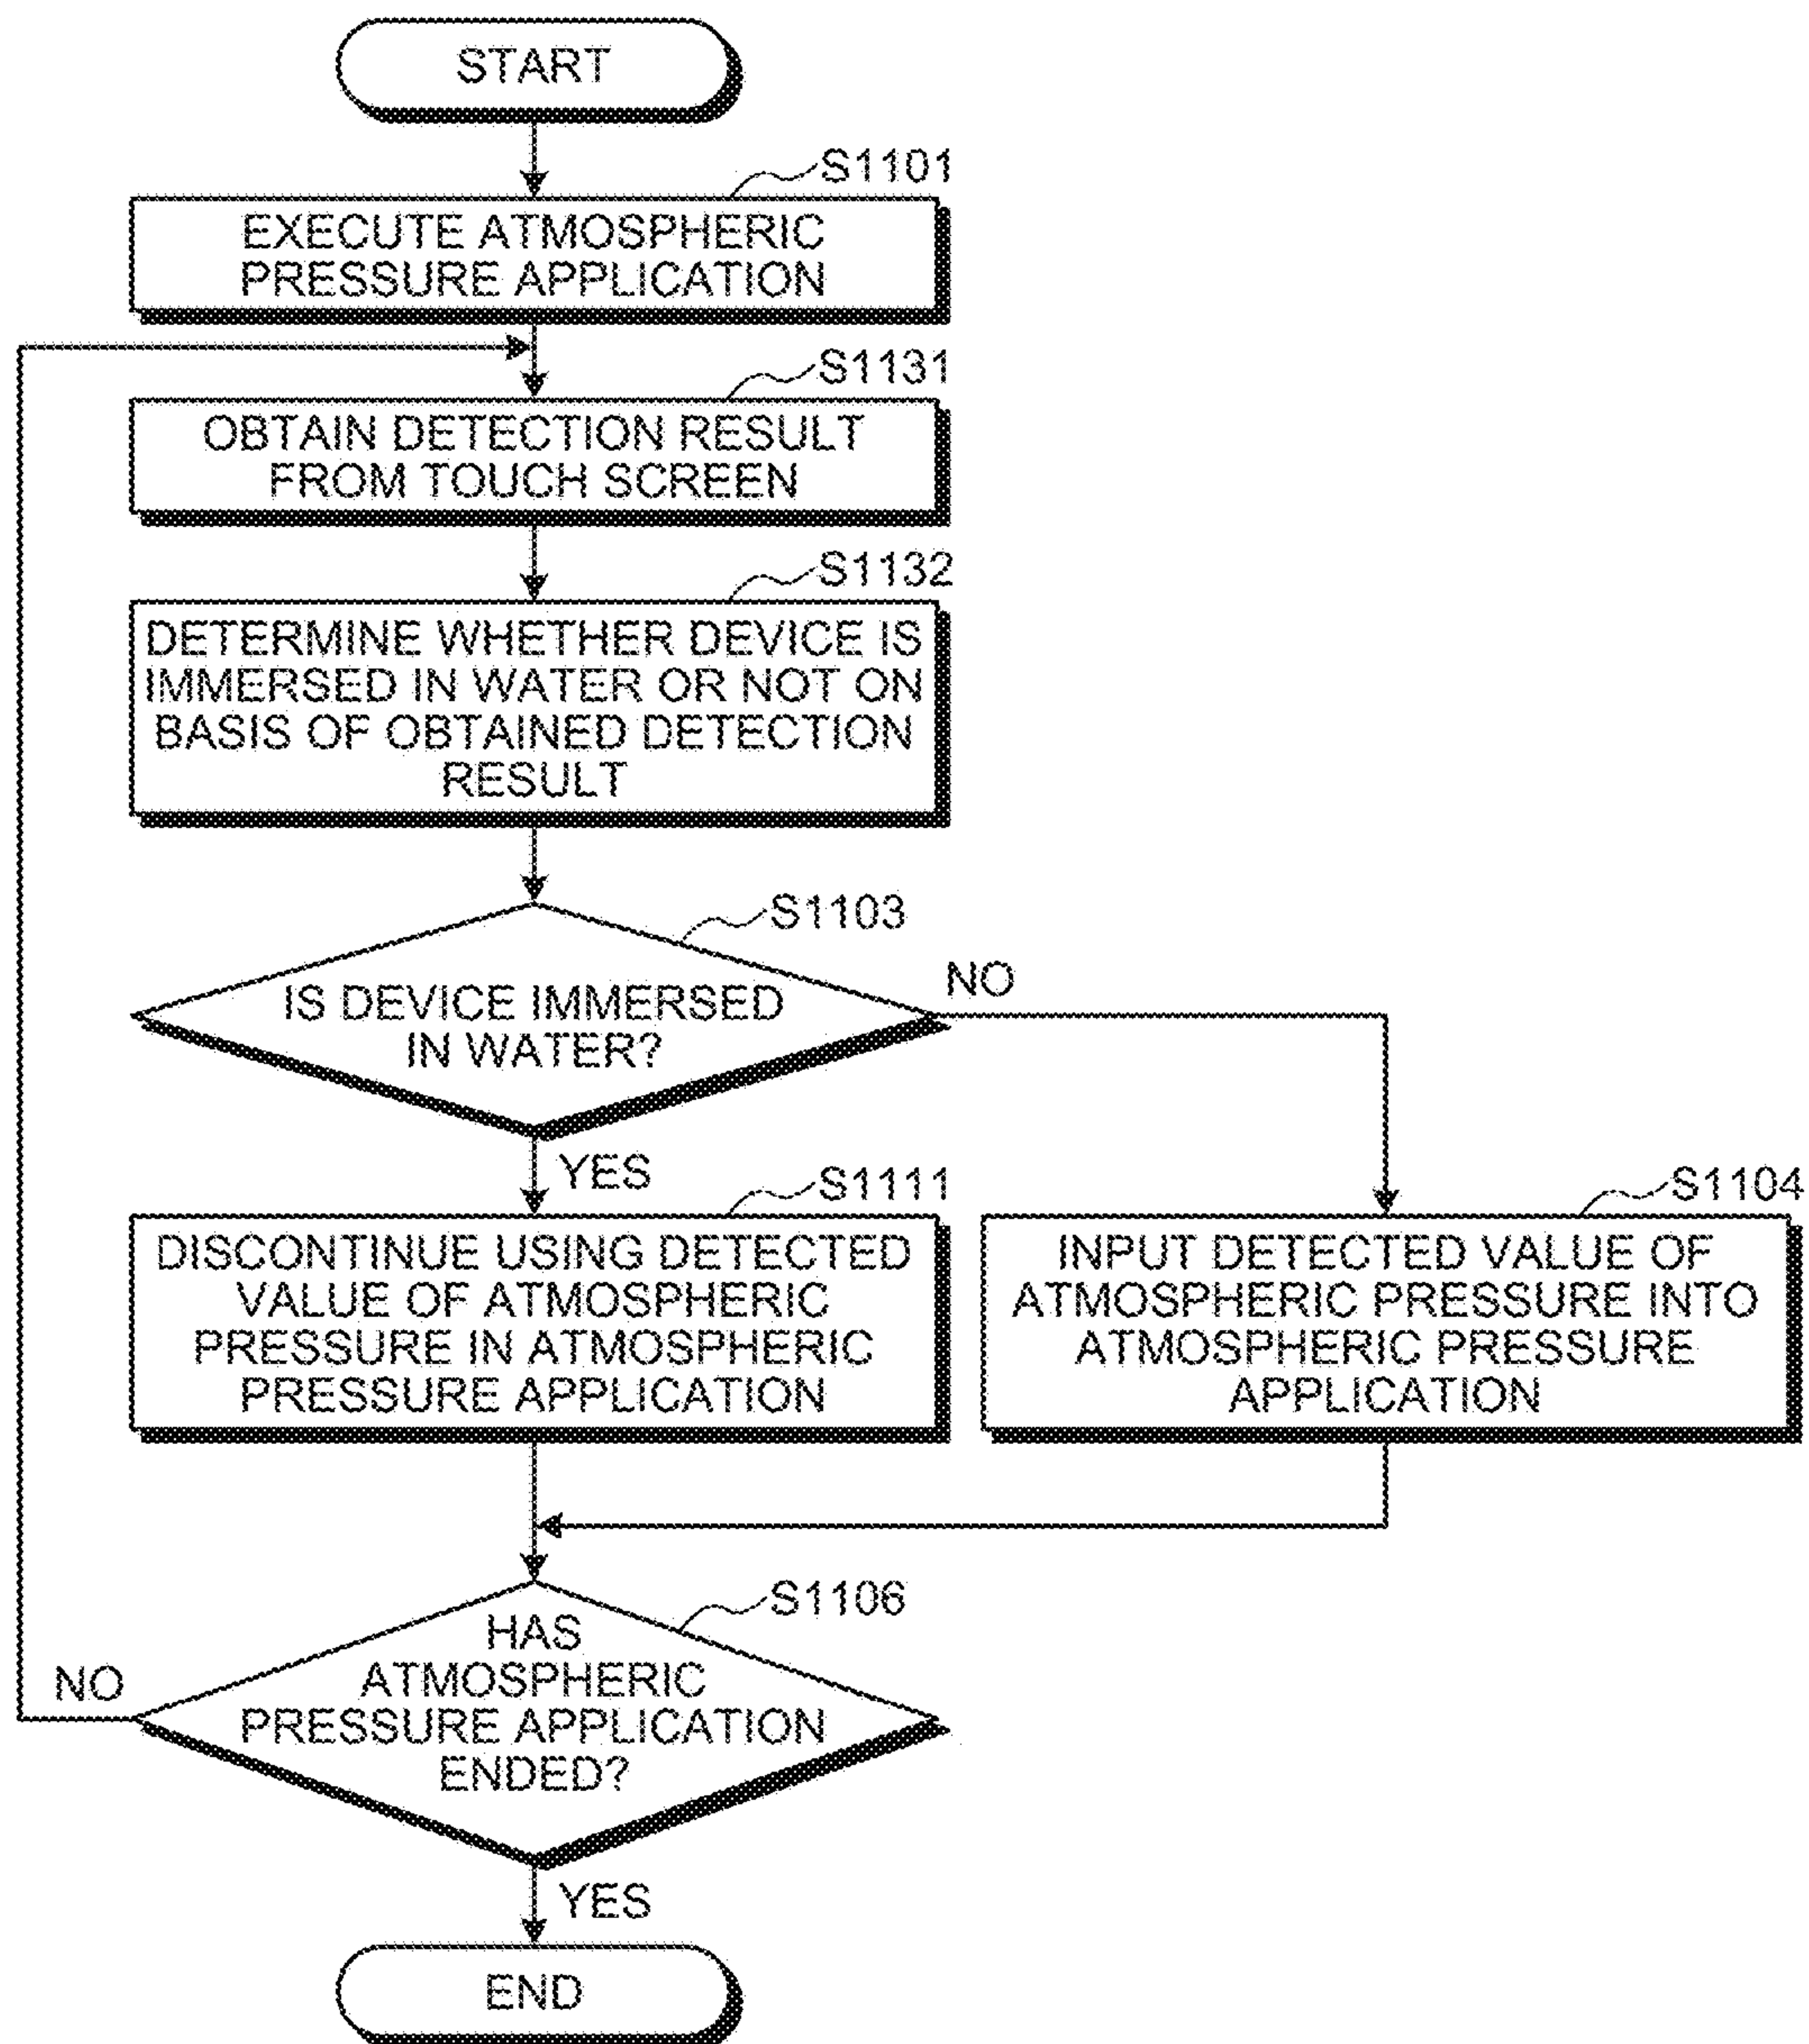 START
S1101
EXECUTE ATMOSPHERIC
PRESSURE APPLICATION
S1131
OBTAIN DETECTION RESULT
FROM TOUCH SCREEN
S1132
DETERMINE WHETHER DEVICE IS
IMMERSED IN WATER OR NOT ON
BASIS OF OBTAINED DETECTION
RESULT
S1103
IS DEVICE IMMERSED
IN WATER?
NO
YES
S1111
DISCONTINUE USING DETECTED
VALUE OF ATMOSPHERIC
PRESSURE IN ATMOSPHERIC
PRESSURE APPLICATION
S1104
INPUT DETECTED VALUE OF
ATMOSPHERIC PRESSURE INTO
ATMOSPHERIC PRESSURE
APPLICATION
S1106
HAS
ATMOSPHERIC
PRESSURE APPLICATION
ENDED?
NO
YES
END